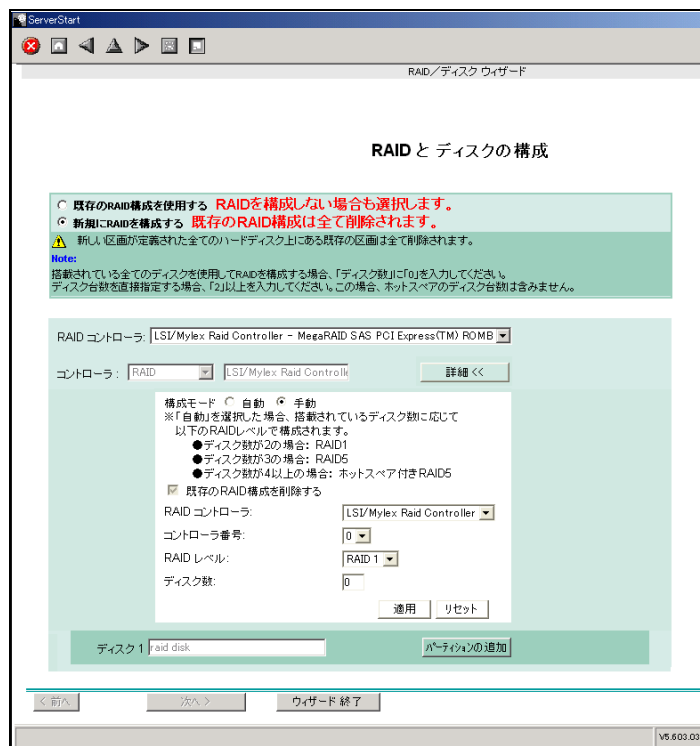 ServerStart
RAID／ディスク ウィザード
RAID と ディスクの構成
既存のRAID構成を使用する RAIDを構成しない場合も選択します。
新規にRAIDを構成する 既存のRAID構成は全て削除されます。
新しい区画が定義された全てのハードディスク上にある既存の区画は全て削除されます。
Note:
搭載されている全てのディスクを使用してRAIDを構成する場合、「ディスク数」に「0」を入力してください。
ディスク台数を直接指定する場合、「2」以上を入力してください。この場合、ホットスペアのディスク台数は含みません。
RAID コントローラ: LSI/Mylex Raid Controller - MegaRAID SAS PCI Express(TM) ROMB
コントローラ : RAID LSI/Mylex Raid Controlle 詳細 <<
構成モード 自動 手動
※「自動」を選択した場合、搭載されているディスク数に応じて
以下のRAIDレベルで構成されます。
●ディスク数が2の場合: RAID1
●ディスク数が3の場合: RAID5
●ディスク数が4以上の場合: ホットスペア付きRAID5
既存のRAID構成を削除する
RAID コントローラ: LSI/Mylex Raid Controller
コントローラ番号: 0
RAID レベル: RAID 1
ディスク数: 0
適用 リセット
ディスク 1 raid disk パーティションの追加
< 前へ 次へ > ウィザード 終了
V5.603.03